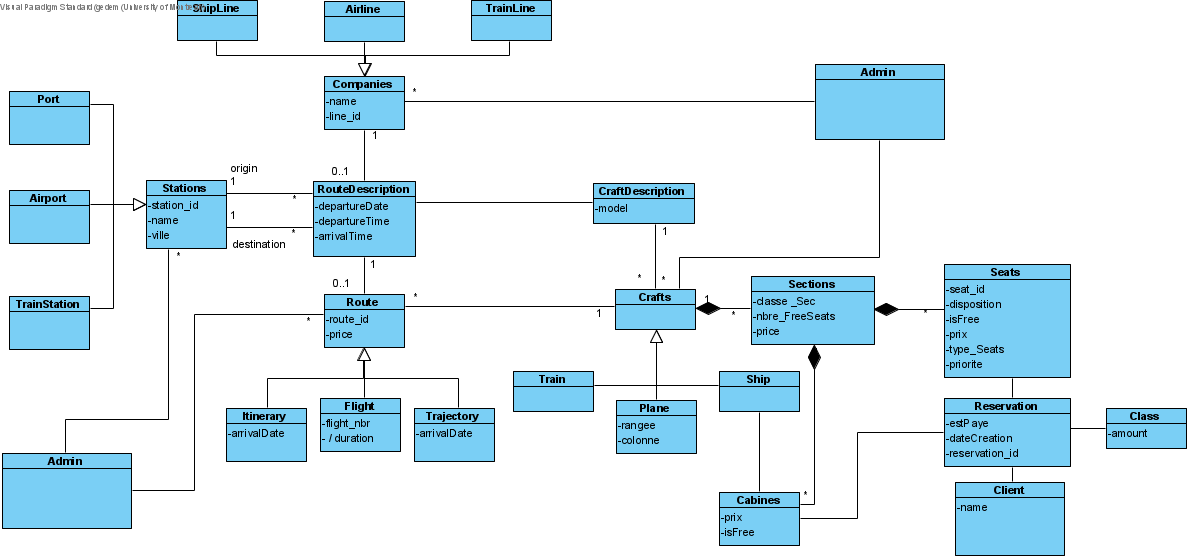 Visual Paradigm Standard (gedem (University of Montreal))
ShipLine
Airline
TrainLine
Companies
-name
-line_id
*
1
Admin
Port
Airport
TrainStation
Stations
-station_id
-name
-ville
*
origin
1
*
1
*
destination
0..1
RouteDescription
-departureDate
-departureTime
-arrivalTime
1
0..1
CraftDescription
-model
1
*
*
Route
-route_id
-price
*
*
1
Crafts
1
*
Sections
-classe _Sec
-nbre_FreeSeats
-price
*
Seats
-seat_id
-disposition
-isFree
-prix
-type_Seats
-priorite
Itinerary
-arrivalDate
Flight
-flight_nbr
- / duration
Trajectory
-arrivalDate
Train
Plane
-rangee
-colonne
Ship
Reservation
-estPaye
-dateCreation
-reservation_id
Class
-amount
Admin
Cabines
-prix
-isFree
*
Client
-name